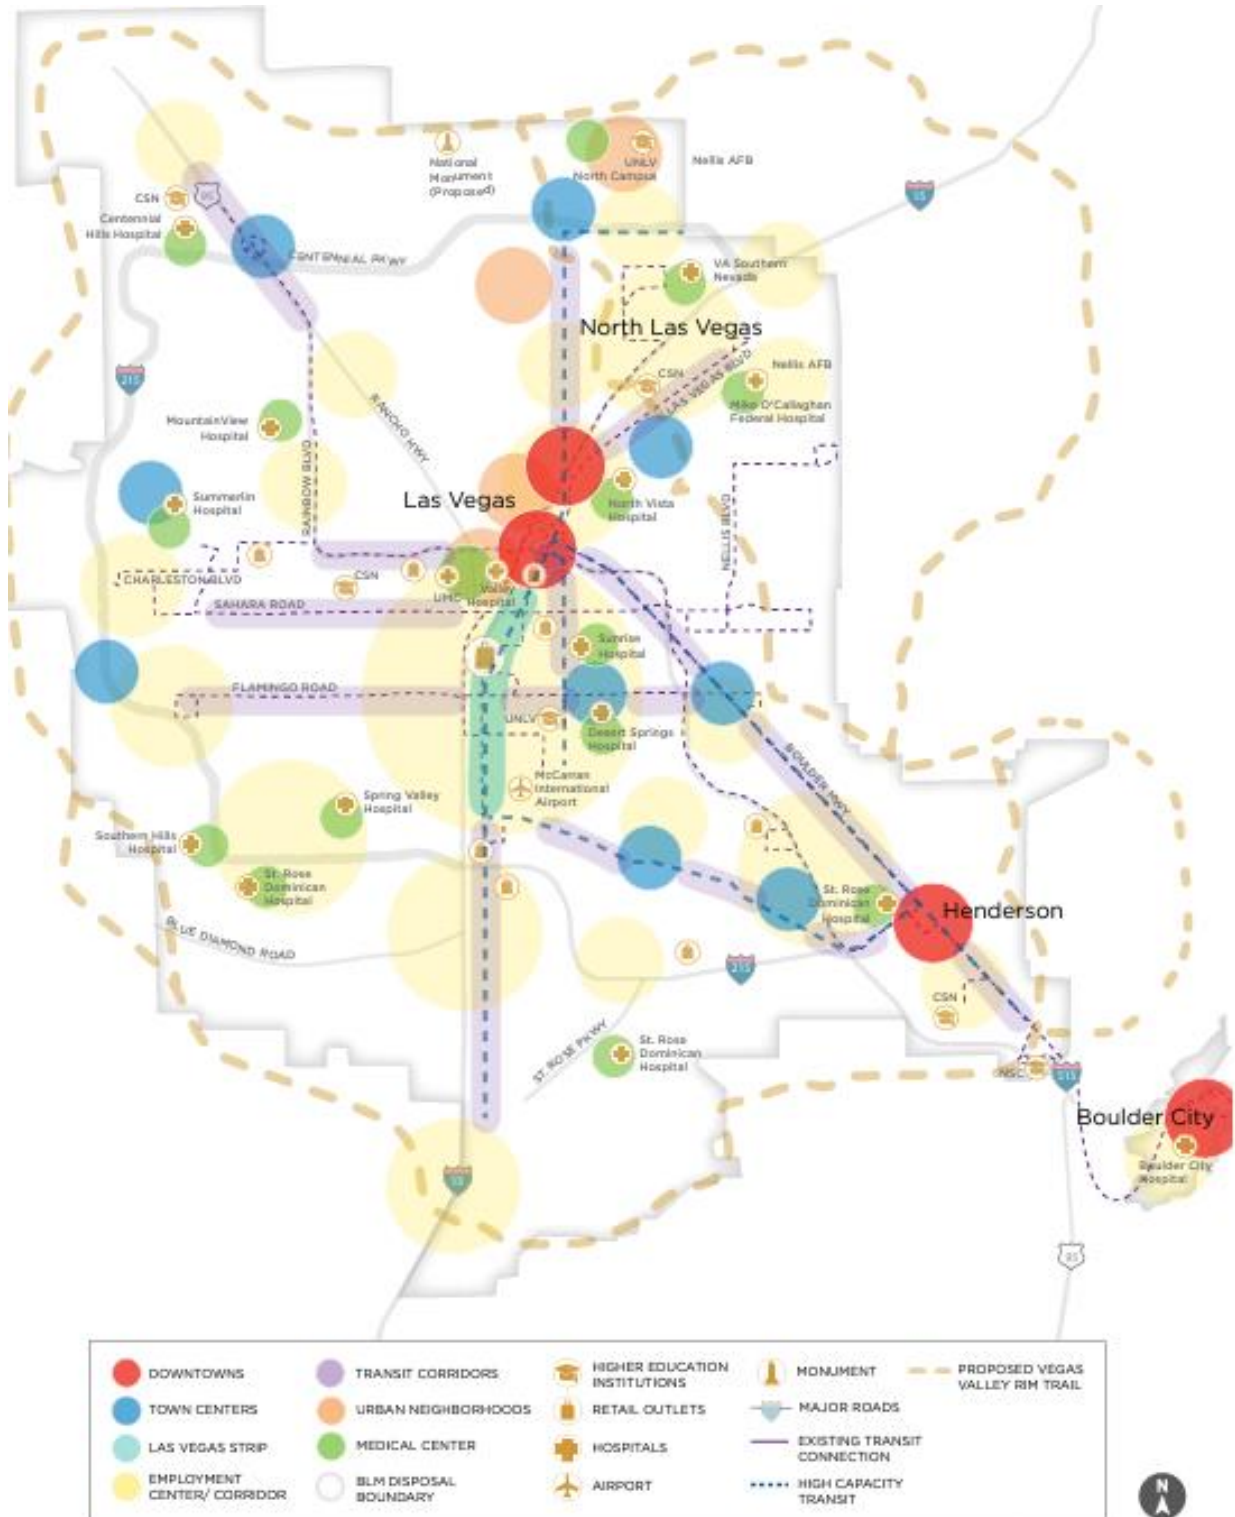 National
Monument
(Proposed)
UNLV
North Campus
Nellis AFB
15
95
CSN
Centennial
Hills Hospital
CENTENNIAL PKWY
VA Southern
Nevada
North Las Vegas
215
RANCHO HWY
CSN
LAS VEGAS BLVD
Nellis AFB
Mike O'Callaghan
Federal Hospital
MountainView
Hospital
RAINBOW BLVD
Las Vegas
Summerlin
Hospital
North Vista
Hospital
NELLIS BLVD
CHARLESTON BLVD
CSN
UMC
Valley
Hospital
SAHARA ROAD
Sunrise
Hospital
FLAMINGO ROAD
UNLV
Desert Springs
Hospital
BOULDER HWY
McCarran
International
Airport
Spring Valley
Hospital
Southern Hills
Hospital
St. Rose
Dominican
Hospital
St. Rose
Dominican
Hospital
Henderson
BLUE DIAMOND ROAD
215
CSN
ST. ROSE PKWY
St. Rose
Dominican
Hospital
NSC
515
Boulder City
Boulder City
Hospital
15
95
DOWNTOWNS
TOWN CENTERS
LAS VEGAS STRIP
EMPLOYMENT
CENTER/ CORRIDOR
TRANSIT CORRIDORS
URBAN NEIGHBORHOODS
MEDICAL CENTER
BLM DISPOSAL
BOUNDARY
HIGHER EDUCATION
INSTITUTIONS
RETAIL OUTLETS
HOSPITALS
AIRPORT
MONUMENT
MAJOR ROADS
EXISTING TRANSIT
CONNECTION
HIGH CAPACITY
TRANSIT
PROPOSED VEGAS
VALLEY RIM TRAIL
N